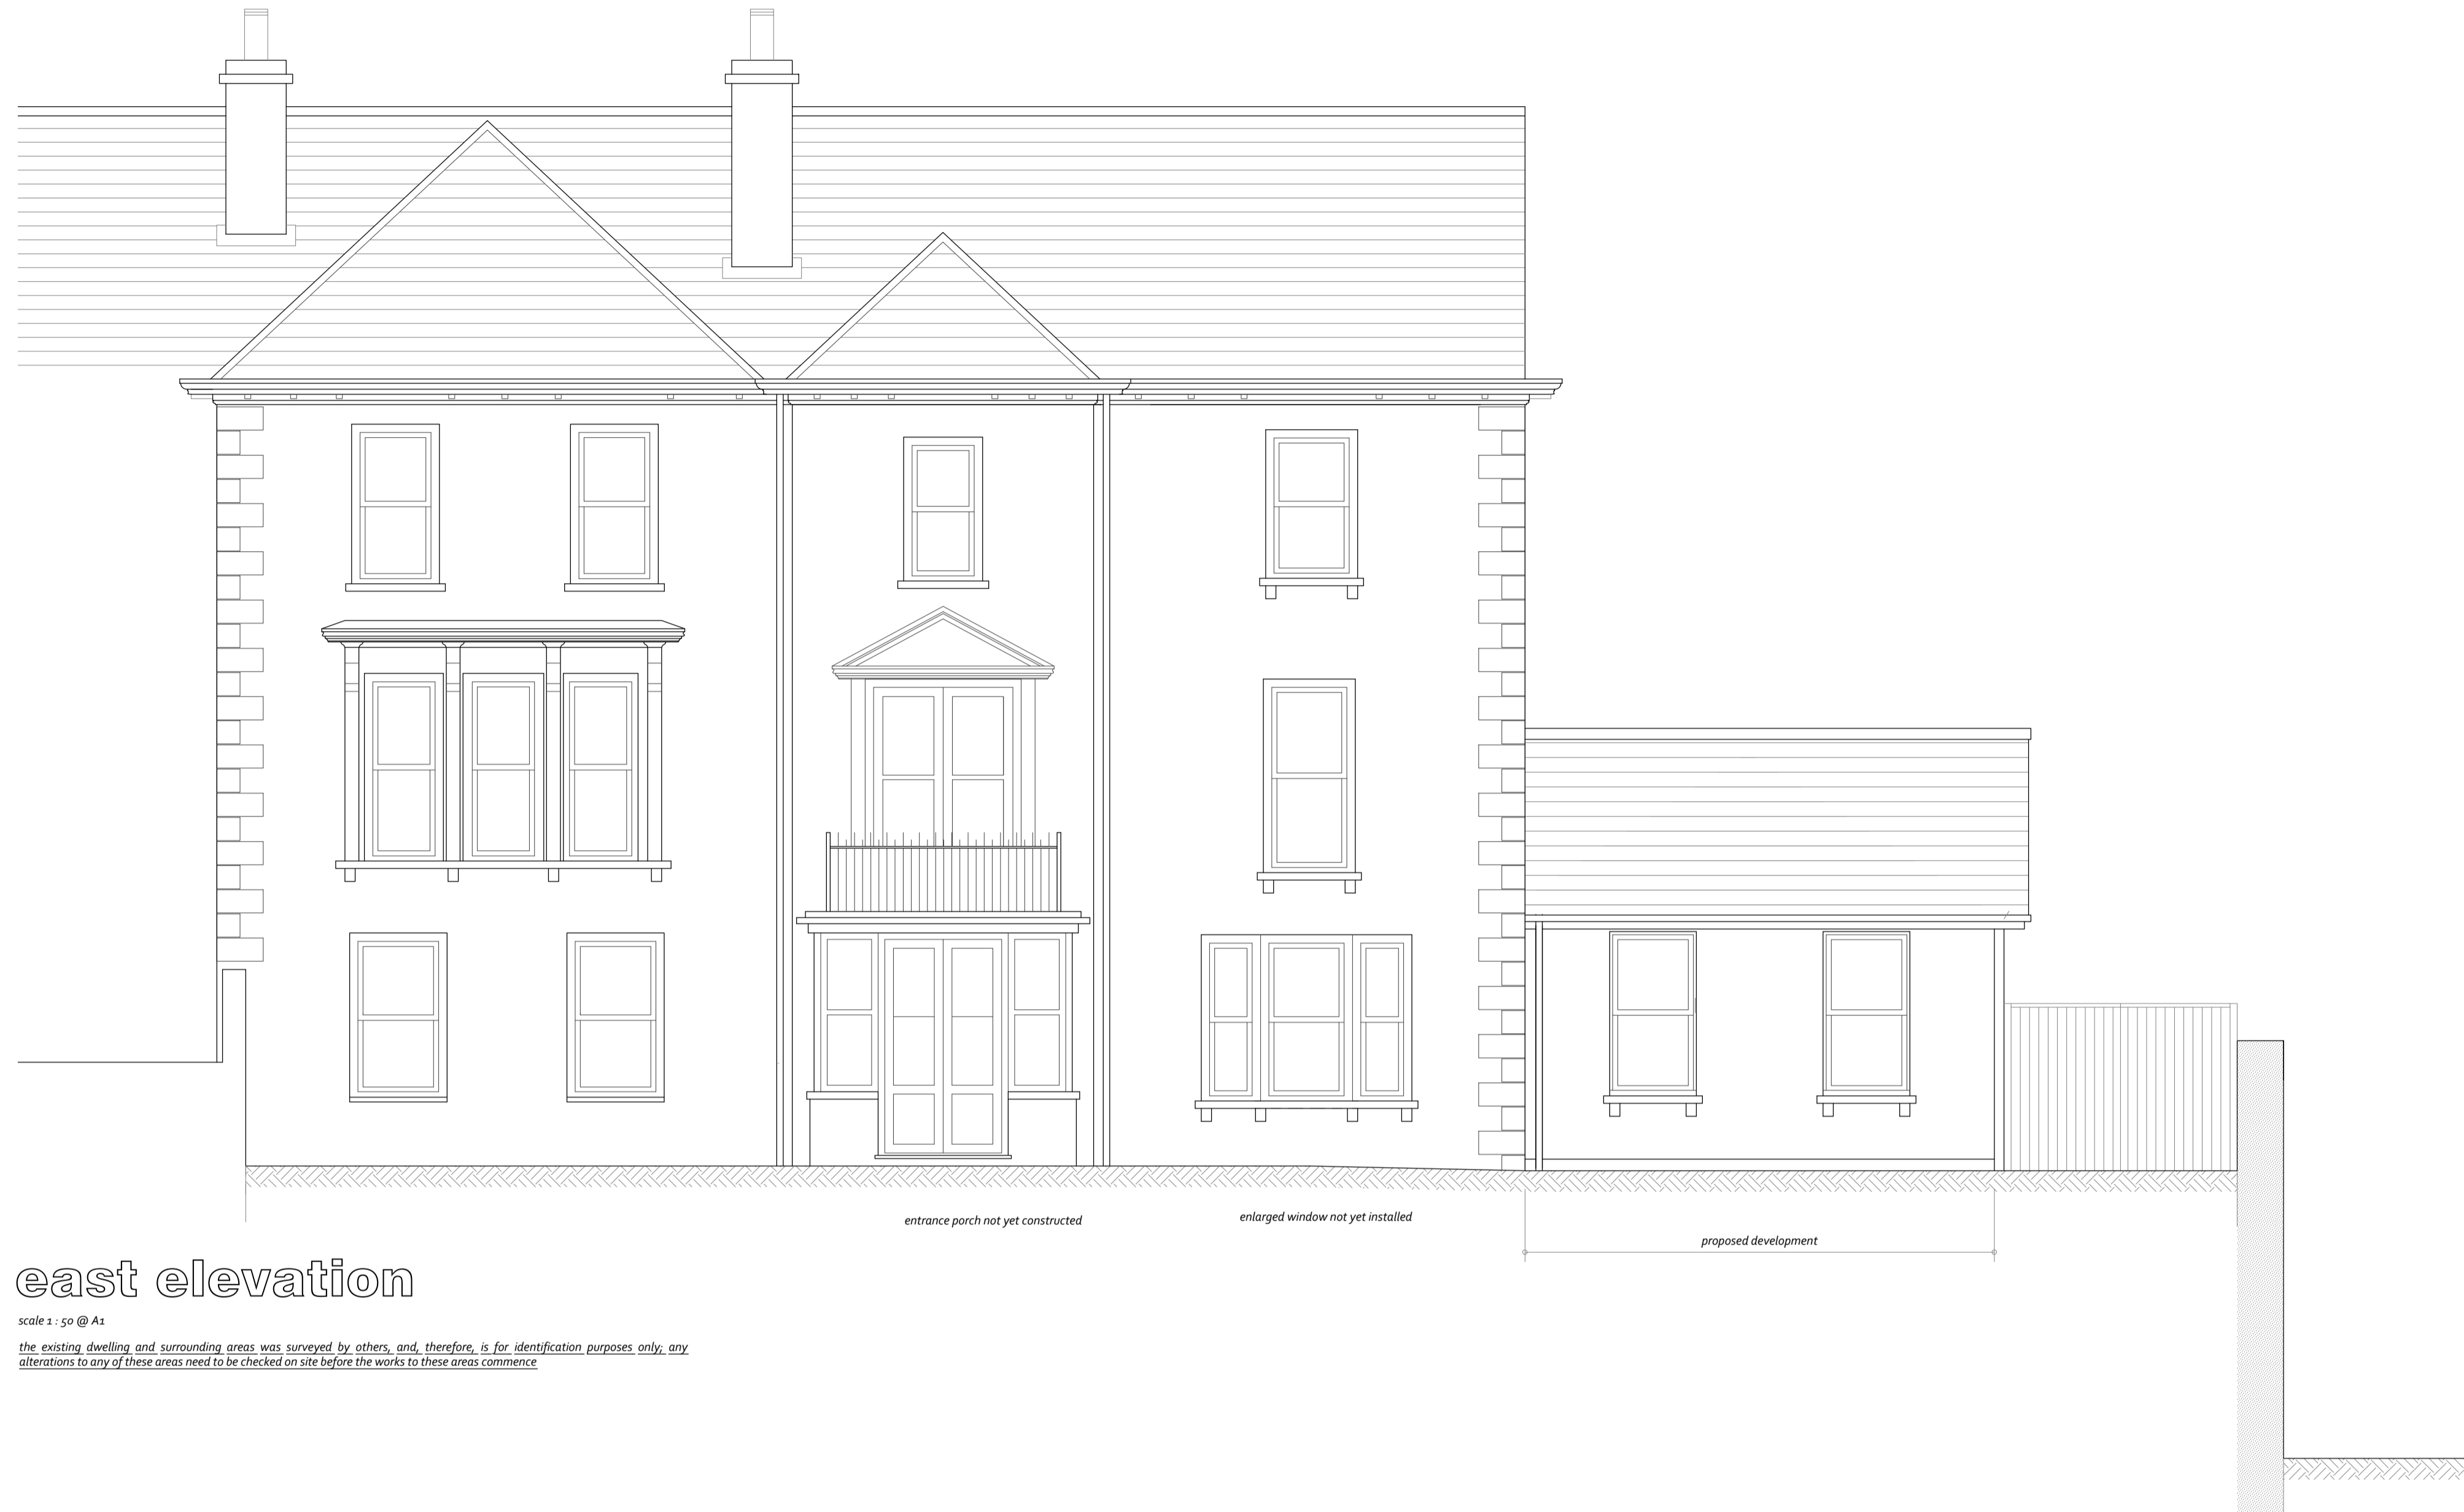 entrance porch not yet constructed
enlarged window not yet installed
proposed development
east elevation
scale 1 : 50 @ A1
the existing dwelling and surrounding areas was surveyed by others, and, therefore, is for identification purposes only; any
alterations to any of these areas need to be checked on site before the works to these areas commence